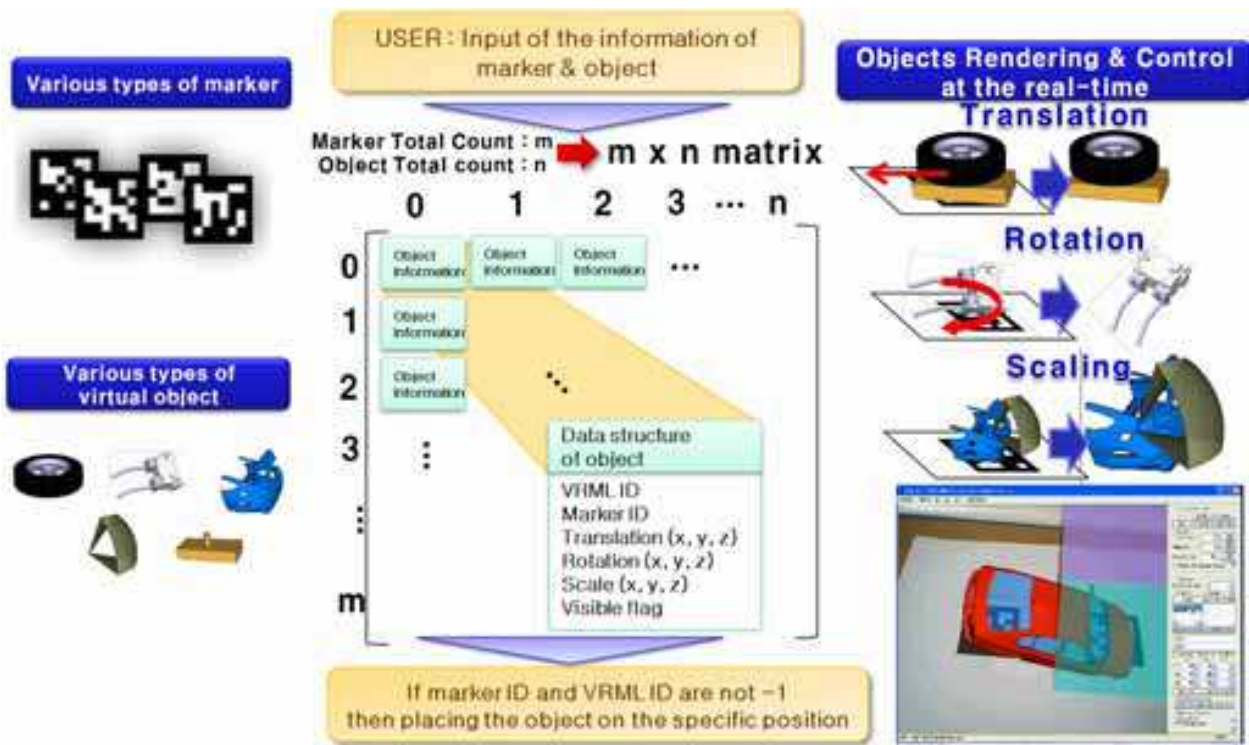 USER : Input of the information of
marker & object
Various types of marker
Objects Rendering & Control
at the real-time
Translation
Marker Total Count : m
Object Total count : n
m x n matrix
0 1 2 3 ... n
0
Object
Information
Object
Information
Object
Information
...
Rotation
1
Object
Information
Various types of
virtual object
2
Object
Information
Scaling
3
Data structure
of object
VRML ID
Marker ID
Translation (x, y, z)
Rotation (x, y, z)
Scale (x, y, z)
Visible flag
m
If marker ID and VRML ID are not -1
then placing the object on the specific position